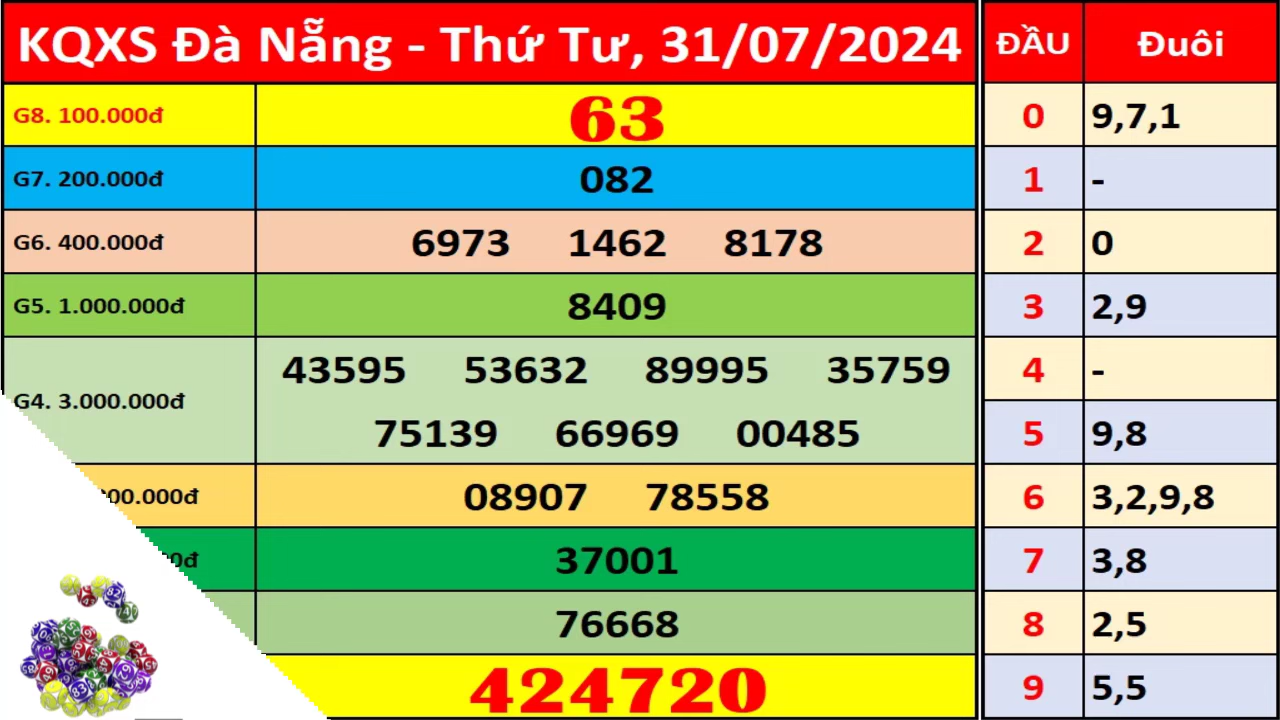 KQXS Đà Nẵng - Thứ Tư, 31/07/2024
G8. 100.000đ 63
G7. 200.000đ 082
G6. 400.000đ 6973 1462 8178
G5. 1.000.000đ 8409
G4. 3.000.000đ
43595 53632 89995 35759
75139 66969 00485
08907 78558
37001
76668
424720
ĐẦU Đuôi
0 9,7,1
1 -
2 0
3 2,9
4 -
5 9,8
6 3,2,9,8
7 3,8
8 2,5
9 5,5